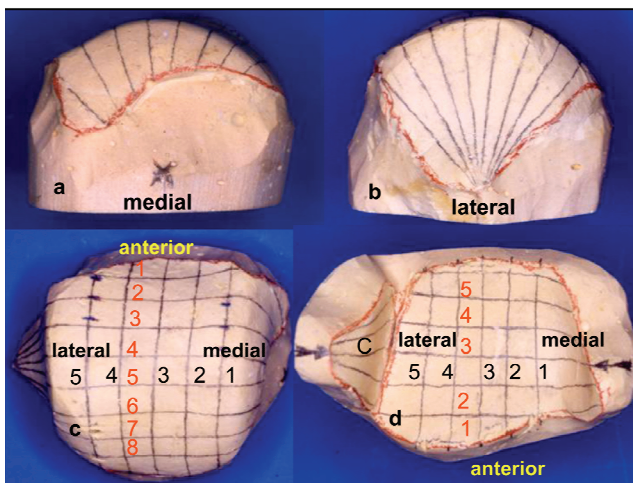 a
medial
b
lateral
anterior
1
2
3
lateral 4 medial
5 4 5 3 2 1
6
c 7
8
5
4
lateral 3 medial
C
5 4 3 2 1
2
d 1
anterior